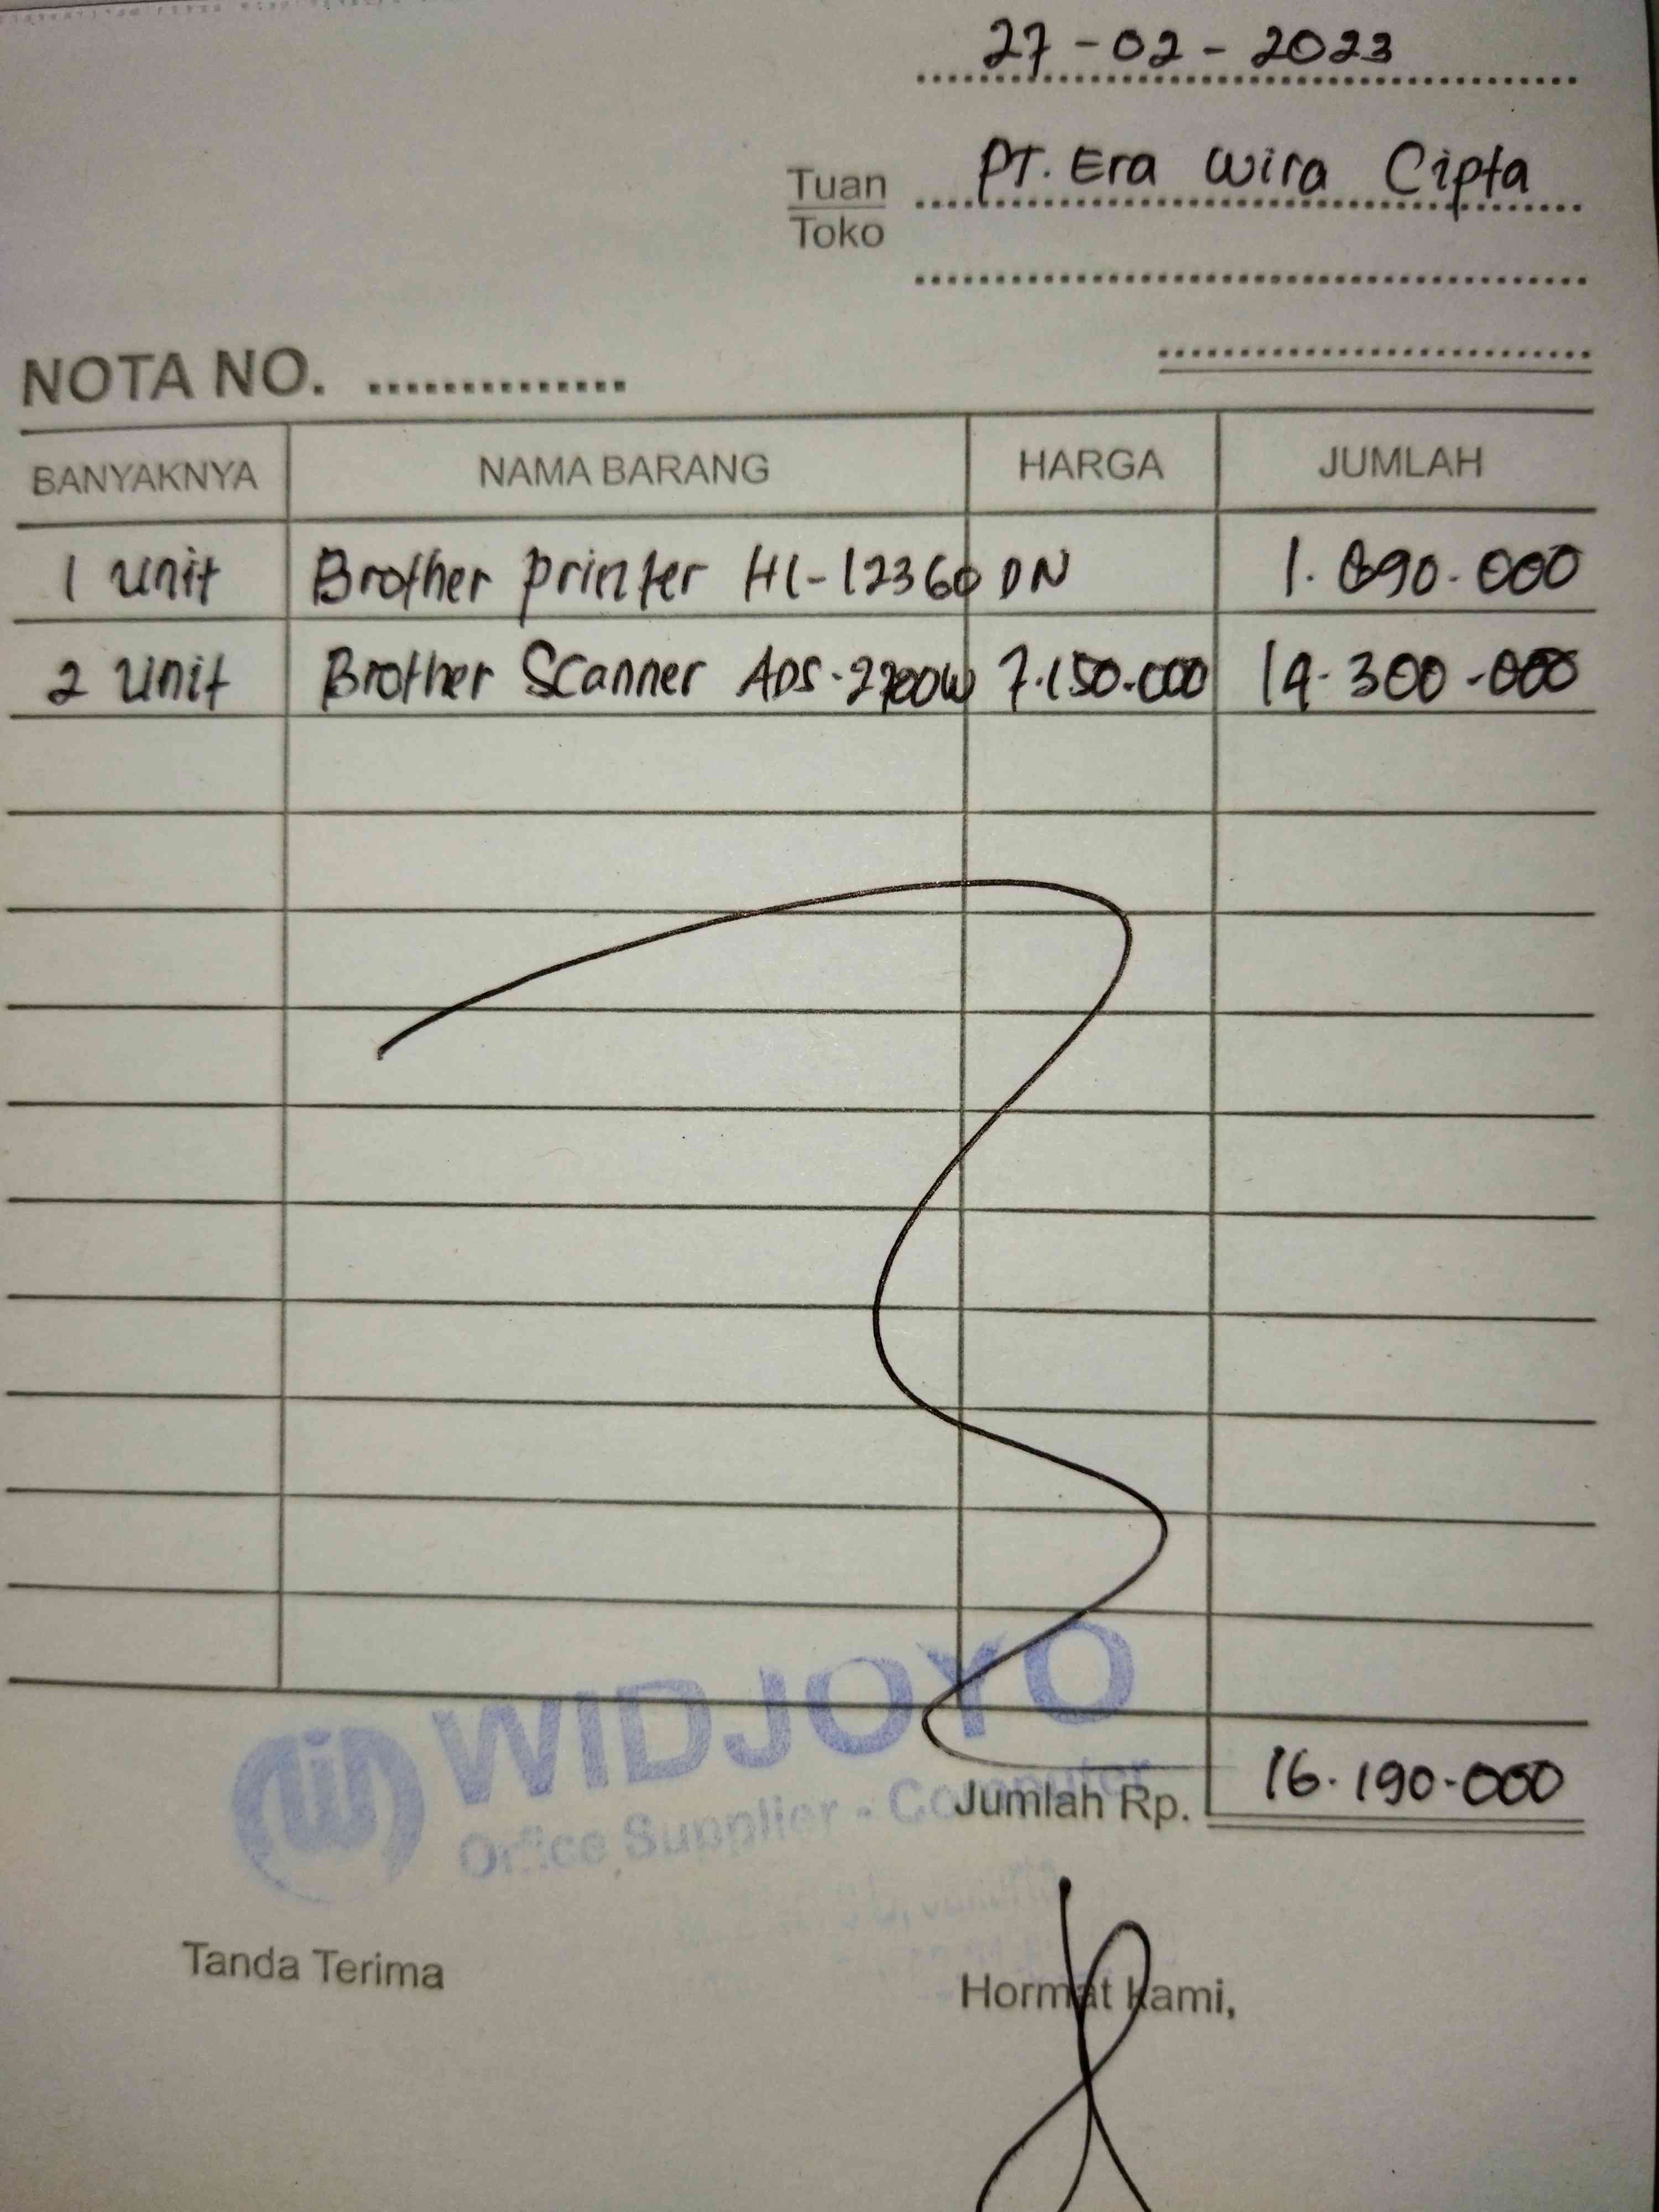 27 - 02 - 2023
Tuan PT. Era Wira Cipta
Toko
NOTA NO.
BANYAKNYA NAMA BARANG HARGA JUMLAH
1 Unit Brother Printer HL-L2360 DN 1.890.000
2 Unit Brother Scanner ADS-2700W 7.150.000 14.300.000
WIDJOYO
Office Supplier - Computer
Jumlah Rp. 16.190.000
Tanda Terima Hormat Kami,